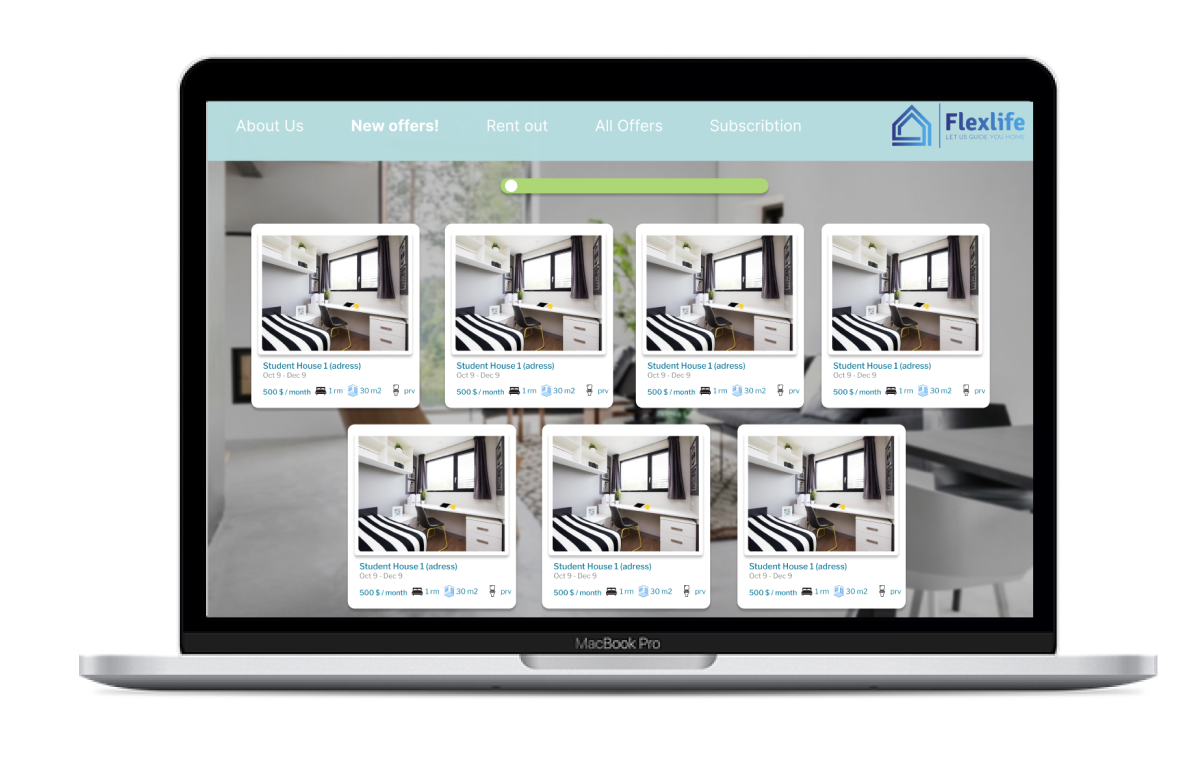 About Us
New offers!
Rent out
All Offers
Subscribtion
Flexlife
LET US GUIDE YOU HOME
Student House 1 (adress)
Oct 9 - Dec 9
500 $ / month 1 rm 30 m2 prv
Student House 1 (adress)
Oct 9 - Dec 9
500 $ / month 1 rm 30 m2 prv
Student House 1 (adress)
Oct 9 - Dec 9
500 $ / month 1 rm 30 m2 prv
Student House 1 (adress)
Oct 9 - Dec 9
500 $ / month 1 rm 30 m2 prv
Student House 1 (adress)
Oct 9 - Dec 9
500 $ / month 1 rm 30 m2 prv
Student House 1 (adress)
Oct 9 - Dec 9
500 $ / month 1 rm 30 m2 prv
Student House 1 (adress)
Oct 9 - Dec 9
500 $ / month 1 rm 30 m2 prv
MacBook Pro